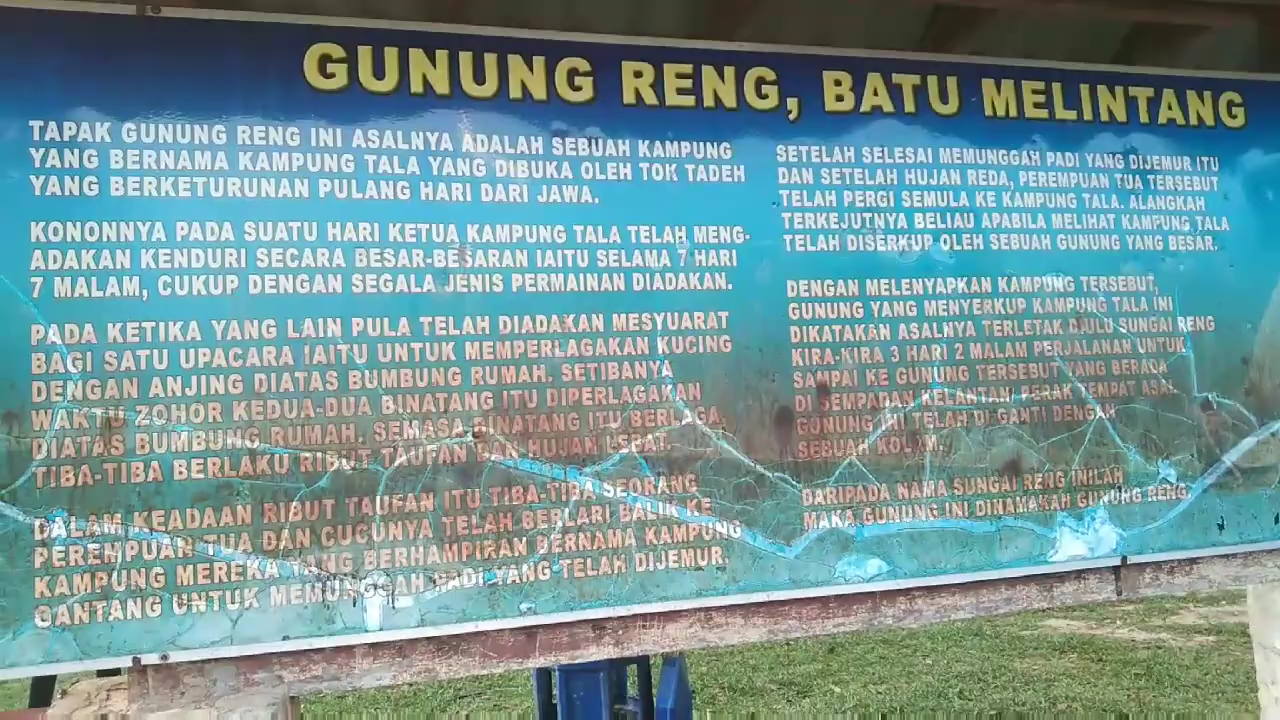 GUNUNG RENG, BATU MELINTANG
TAPAK GUNUNG RENG INI ASALNYA ADALAH SEBUAH KAMPUNG
YANG BERNAMA KAMPUNG TALA YANG DIBUKA OLEH TOK TADEH
YANG BERKETURUNAN PULANG HARI DARI JAWA.
KONONNYA PADA SUATU HARI KETUA KAMPUNG TALA TELAH MENG-
ADAKAN KENDURI SECARA BESAR-BESARAN IAITU SELAMA 7 HARI
7 MALAM, CUKUP DENGAN SEGALA JENIS PERMAINAN DIADAKAN.
PADA KETIKA YANG LAIN PULA TELAH DIADAKAN MESYUARAT
BAGI SATU UPACARA IAITU UNTUK MEMPERLAGAKAN KUCING
DENGAN ANJING DIATAS BUMBUNG RUMAH. SETIBANYA
WAKTU ZOHOR KEDUA-DUA BINATANG ITU DIPERLAGAKAN
DIATAS BUMBUNG RUMAH. SEMASA BINATANG ITU BERLAGA,
TIBA-TIBA BERLAKU RIBUT TAUFAN DAN HUJAN LEBAT.
DALAM KEADAAN RIBUT TAUFAN ITU TIBA-TIBA SEORANG
PEREMPUAN TUA DAN CUCUNYA TELAH BERLARI BALIK KE
KAMPUNG MEREKA YANG BERHAMPIRAN BERNAMA KAMPUNG
GANTANG UNTUK MEMUNGGAH PADI YANG TELAH DIJEMUR.
SETELAH SELESAI MEMUNGGAH PADI YANG DIJEMUR ITU
DAN SETELAH HUJAN REDA, PEREMPUAN TUA TERSEBUT
TELAH PERGI SEMULA KE KAMPUNG TALA. ALANGKAH
TERKEJUTNYA BELIAU APABILA MELIHAT KAMPUNG TALA
TELAH DISERKUP OLEH SEBUAH GUNUNG YANG BESAR.
DENGAN MELENYAPKAN KAMPUNG TERSEBUT,
GUNUNG YANG MENYERKUP KAMPUNG TALA INI
DIKATAKAN ASALNYA TERLETAK DIULU SUNGAI RENG
KIRA-KIRA 3 HARI 2 MALAM PERJALANAN UNTUK
SAMPAI KE GUNUNG TERSEBUT YANG BERADA
DI SEMPADAN KELANTAN PERAK TEMPAT ASAL
GUNUNG INI TELAH DI GANTI DENGAN
SEBUAH KOLAM.
DARIPADA NAMA SUNGAI RENG INILAH
MAKA GUNUNG INI DINAMAKAH GUNUNG RENG.